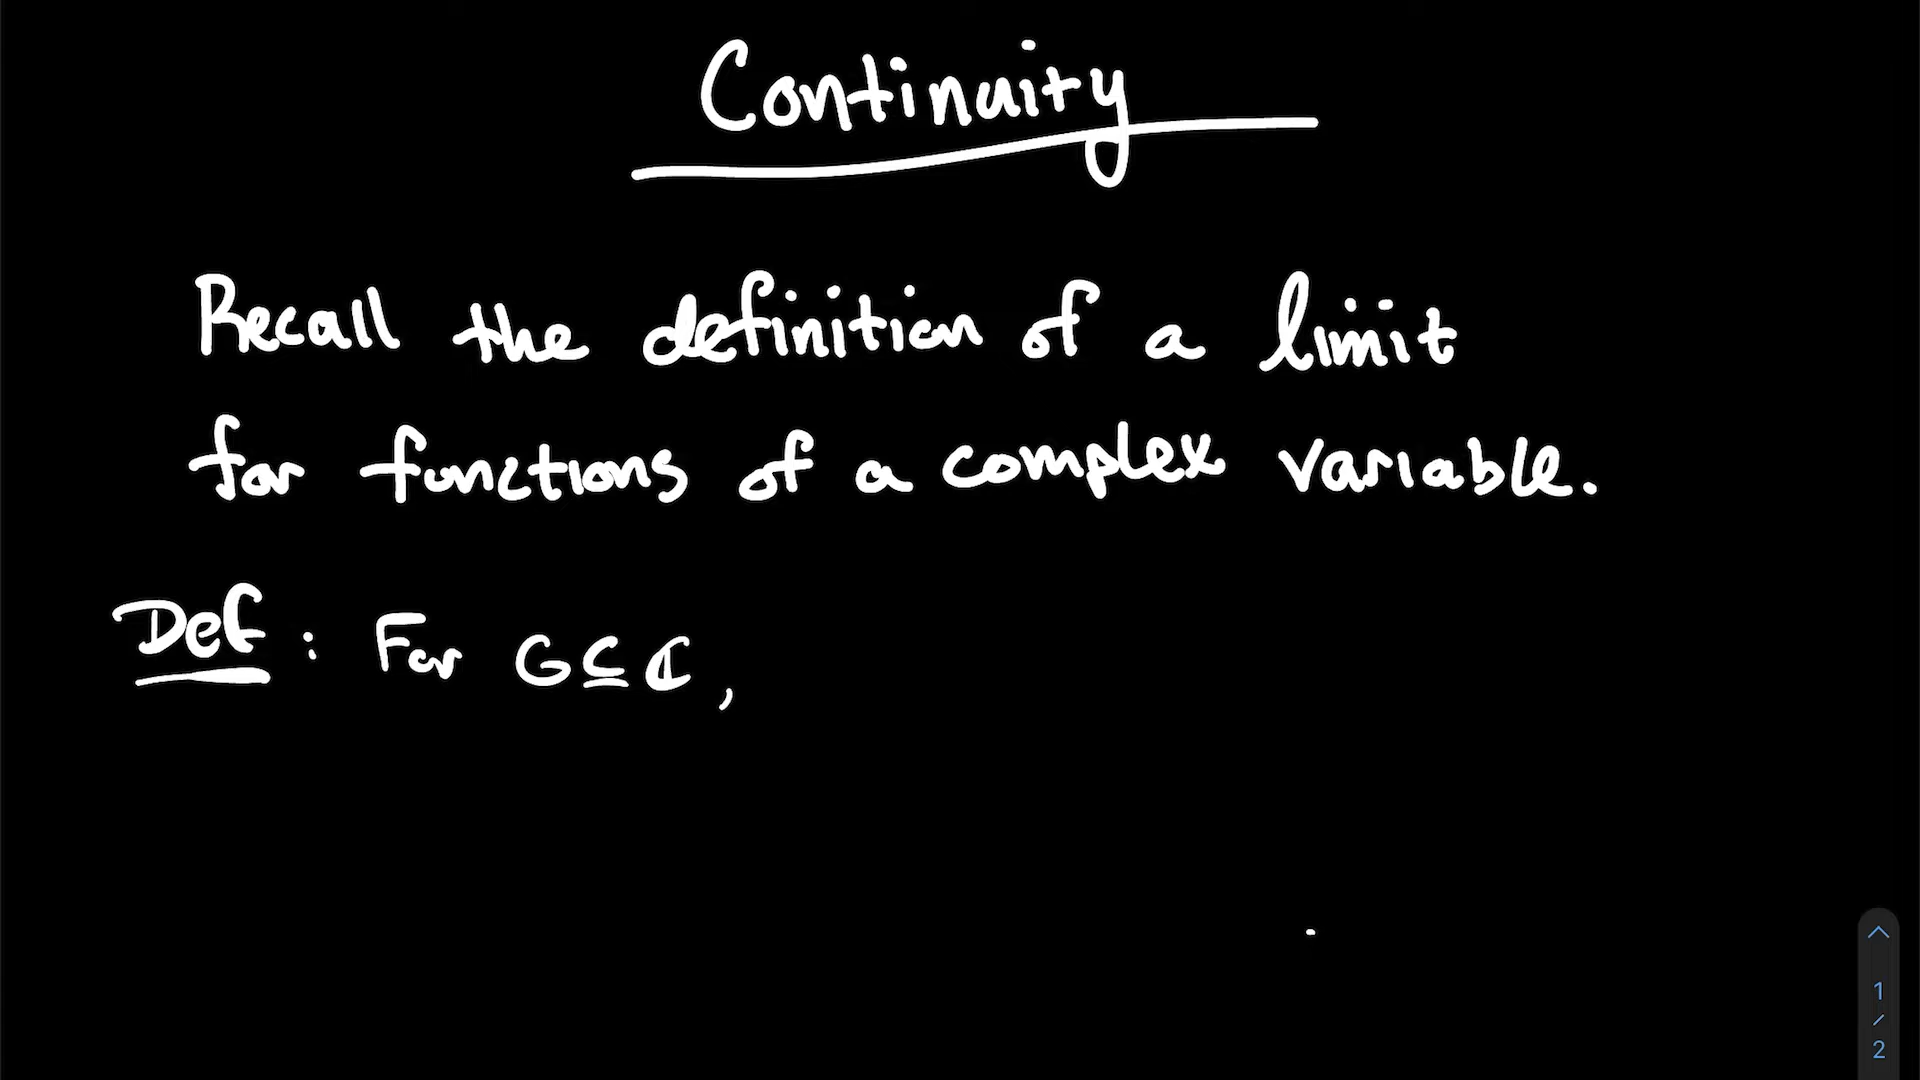 Continuity
Recall the definition of a limit
for functions of a complex variable.
Def : For G ⊆ ℂ,
1
/
2